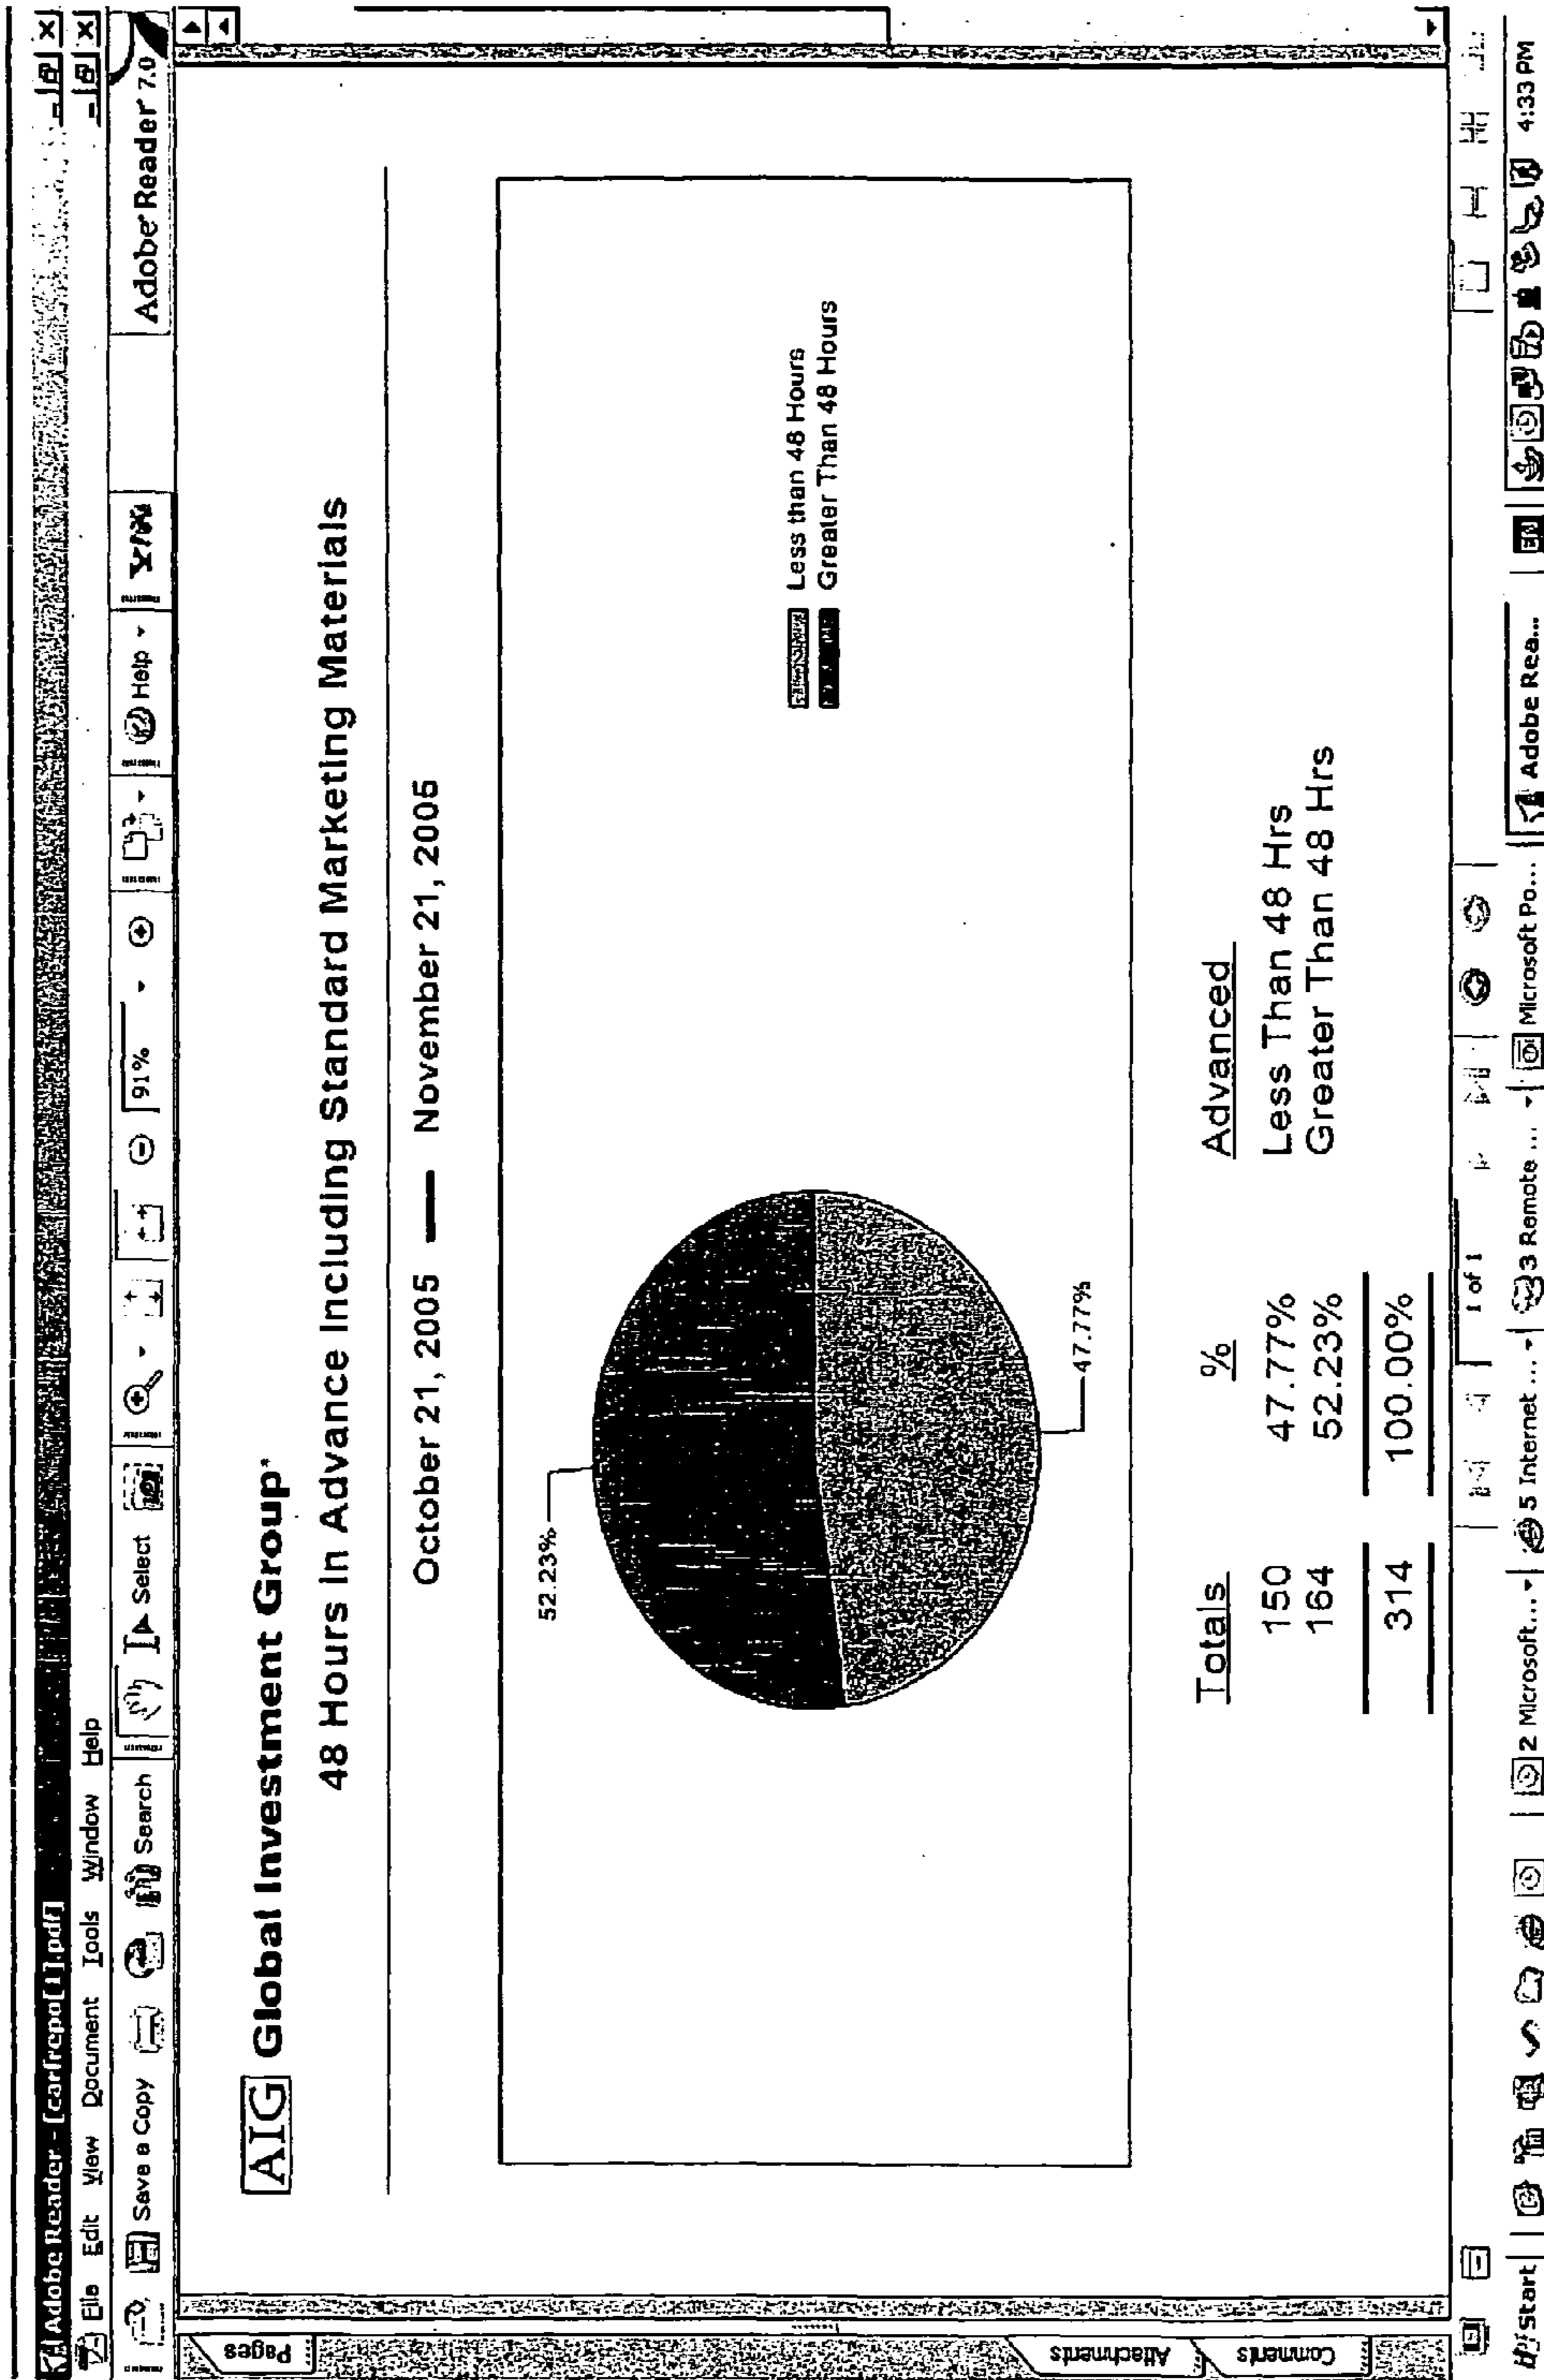 Adobe Reader - [carfrepo[1].pdf]
File Edit View Document Tools Window Help
Save a Copy Search Select 91% Help Adobe Reader 7.0
Pages
Attachments
Comments
AIG Global Investment Group
48 Hours In Advance Including Standard Marketing Materials
October 21, 2005 — November 21, 2005
52.23%
47.77%
Less than 48 Hours
Greater Than 48 Hours
Totals % Advanced
150 47.77% Less Than 48 Hrs
164 52.23% Greater Than 48 Hrs
314 100.00%
1 of 1
Start 2 Microsoft... 5 Internet ... 3 Remote ... Microsoft Po... Adobe Rea... EN 4:33 PM